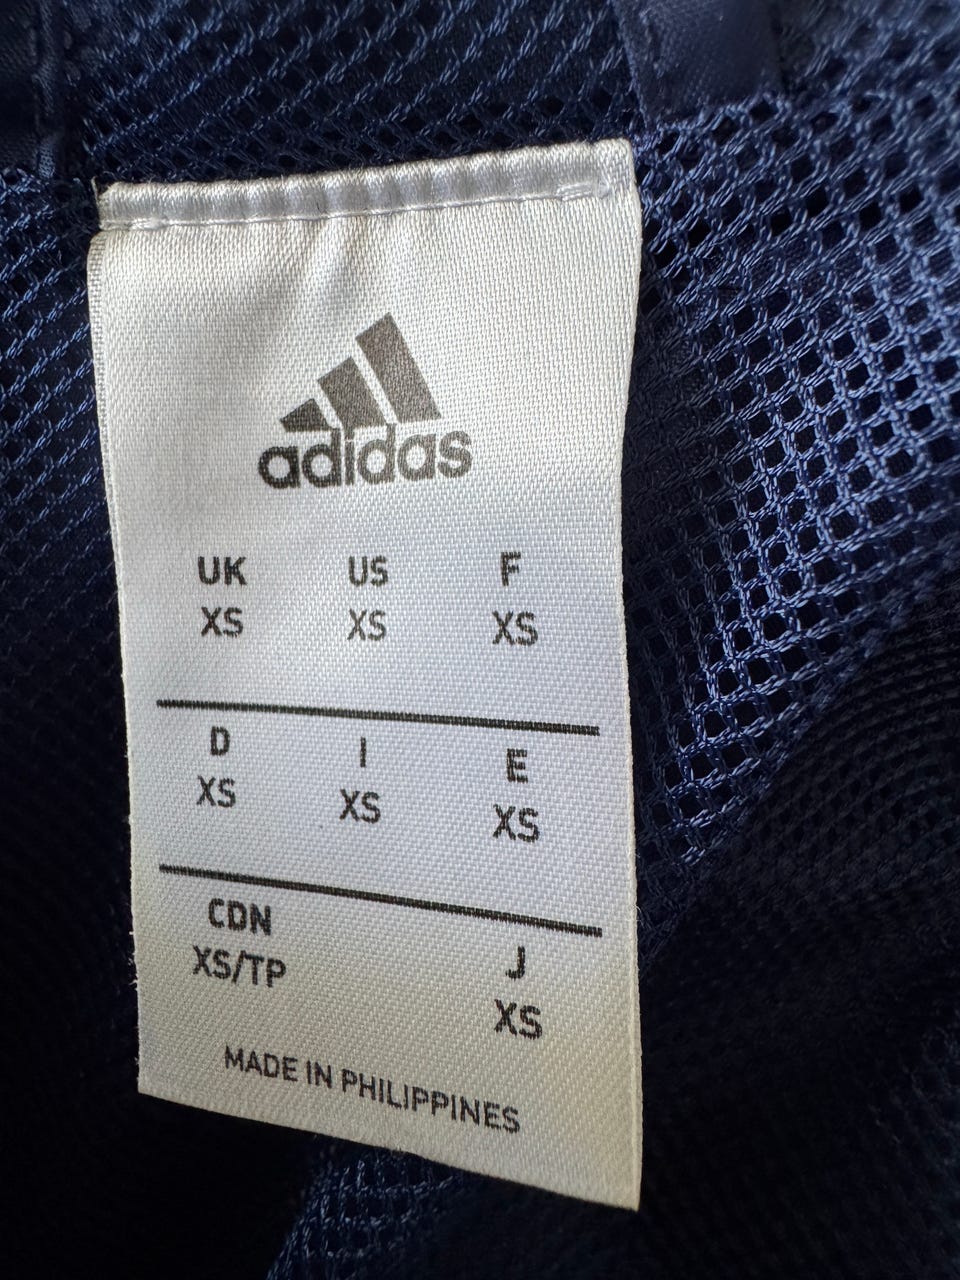 adidas
UK US F
XS XS XS
D I E
XS XS XS
CDN J
XS/TP XS
MADE IN PHILIPPINES